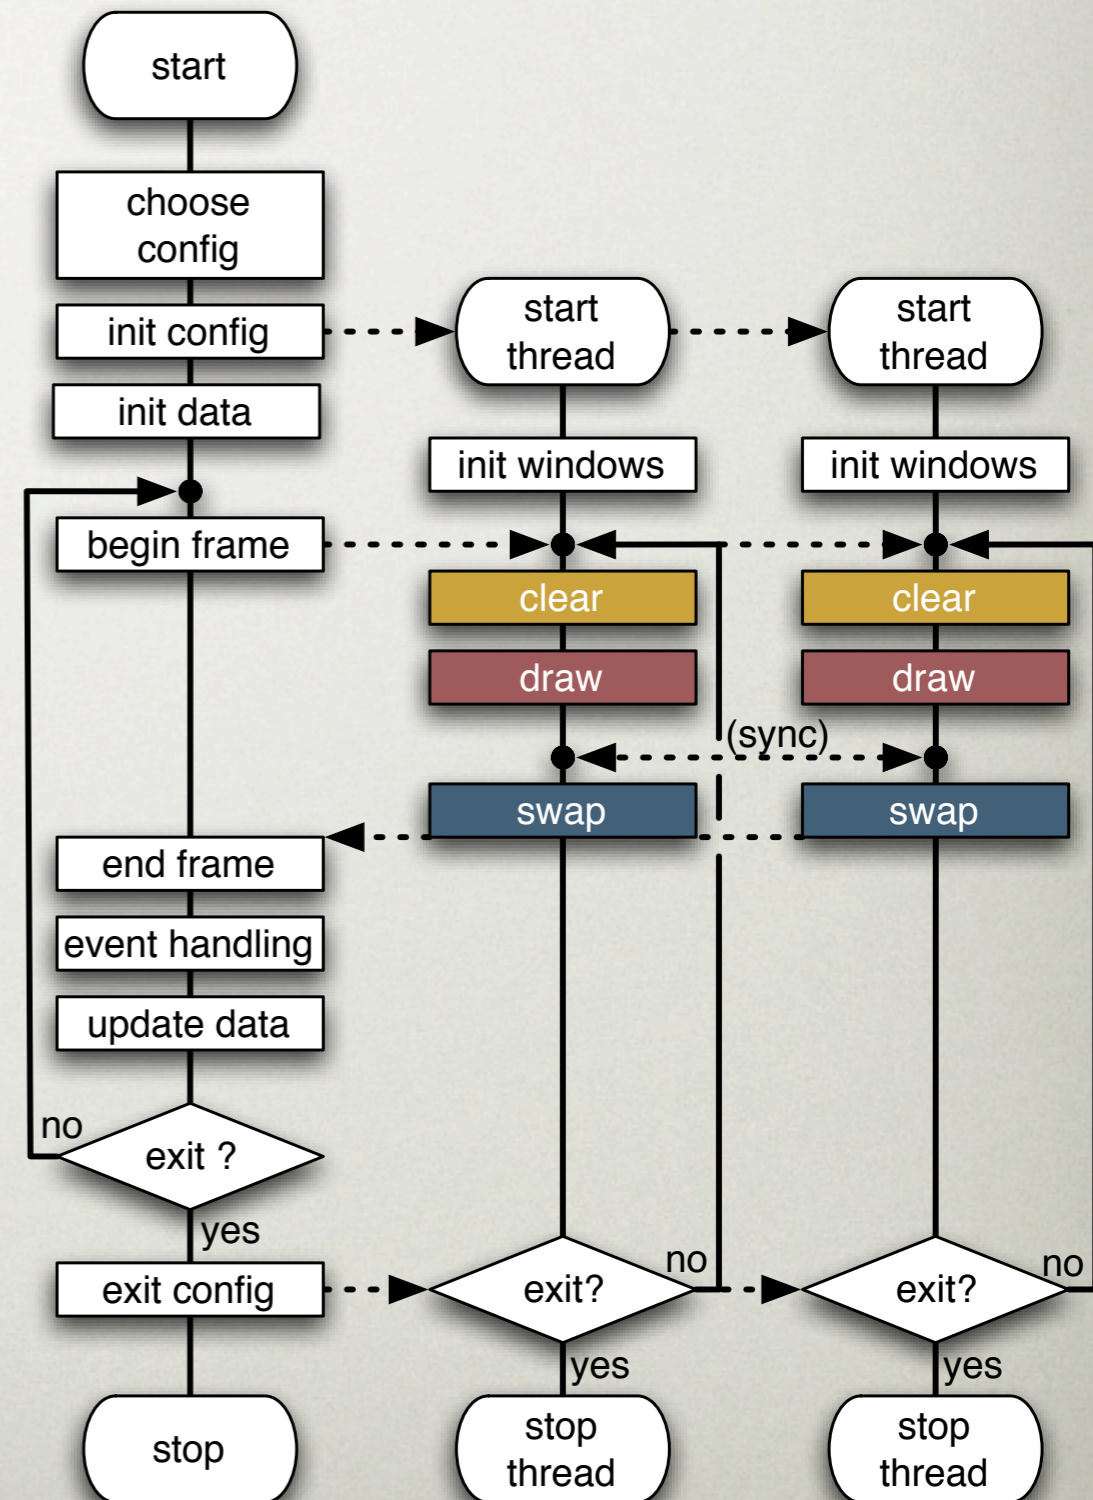 start
choose
config
init config
init data
begin frame
end frame
event handling
update data
no
exit ?
yes
exit config
stop
start
thread
init windows
clear
draw
(sync)
swap
no
exit?
yes
stop
thread
start
thread
init windows
clear
draw
swap
no
exit?
yes
stop
thread